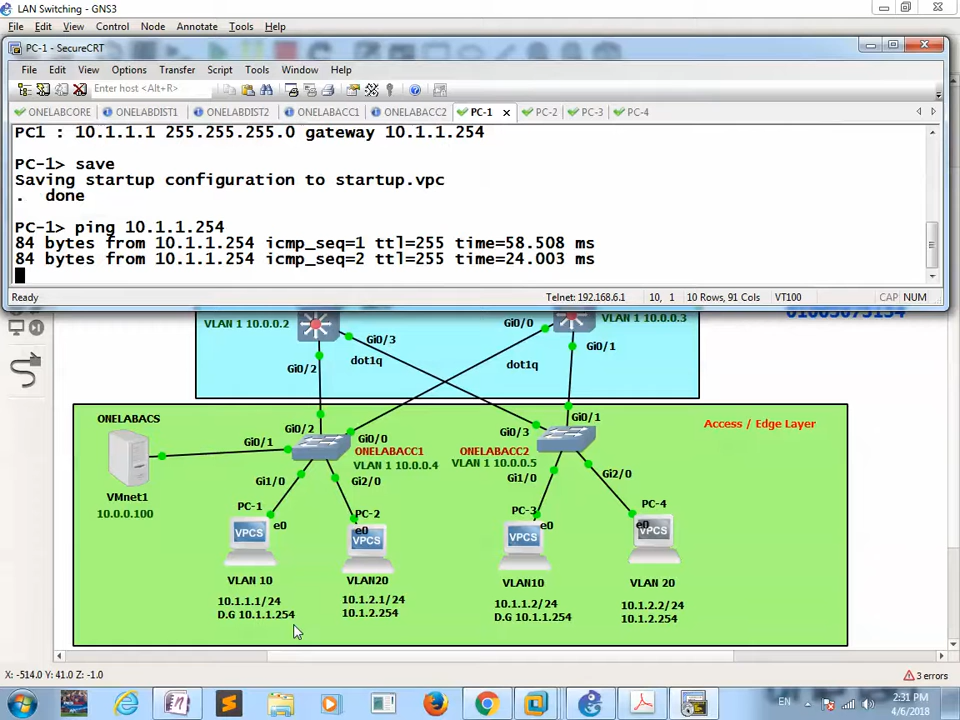 LAN Switching - GNS3
File Edit View Control Node Annotate Tools Help
PC-1 - SecureCRT
File Edit View Options Transfer Script Tools Window Help
Enter host <Alt+R>
ONELABCORE ONELABDIST1 ONELABDIST2 ONELABACC1 ONELABACC2 PC-1 PC-2 PC-3 PC-4
PC1 : 10.1.1.1 255.255.255.0 gateway 10.1.1.254
PC-1> save
Saving startup configuration to startup.vpc
. done
PC-1> ping 10.1.1.254
84 bytes from 10.1.1.254 icmp_seq=1 ttl=255 time=58.508 ms
84 bytes from 10.1.1.254 icmp_seq=2 ttl=255 time=24.003 ms
Ready Telnet: 192.168.6.1 10, 1 10 Rows, 91 Cols VT100 CAP NUM
VLAN 1 10.0.0.2 Gi0/0 VLAN 1 10.0.0.3
Gi0/3 Gi0/1
dot1q dot1q
Gi0/2
ONELABACS Gi0/1 Access / Edge Layer
Gi0/2 Gi0/3
Gi0/1 Gi0/0
ONELABACC1 ONELABACC2
VLAN 1 10.0.0.4 VLAN 1 10.0.0.5
Gi1/0 Gi2/0 Gi1/0 Gi2/0
VMnet1
10.0.0.100
PC-1 PC-2 PC-3 PC-4
e0 e0 e0 e0
VPCS VPCS VPCS VPCS
VLAN 10 VLAN20 VLAN10 VLAN 20
10.1.1.1/24 10.1.2.1/24 10.1.1.2/24 10.1.2.2/24
D.G 10.1.1.254 10.1.2.254 D.G 10.1.1.254 10.1.2.254
X: -514.0 Y: 41.0 Z: -1.0 3 errors
EN 2:31 PM
4/6/2018